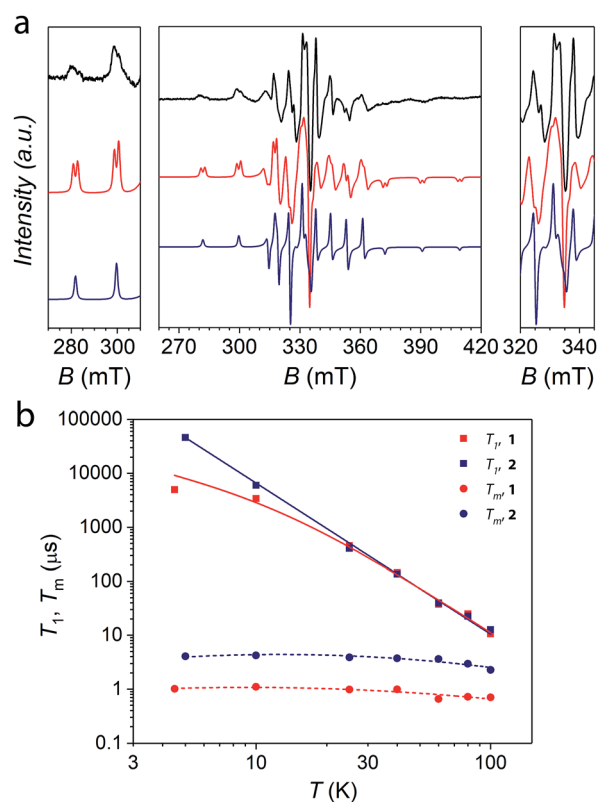 a
Intensity (a.u.)
280 300
B (mT)
270 300 330 360 390 420
B (mT)
320 340
B (mT)
b
100000
10000
1000
100
10
1
0.1
T₁, Tₘ (μs)
T₁, 1
T₁, 2
Tₘ, 1
Tₘ, 2
3 10 30 100
T (K)